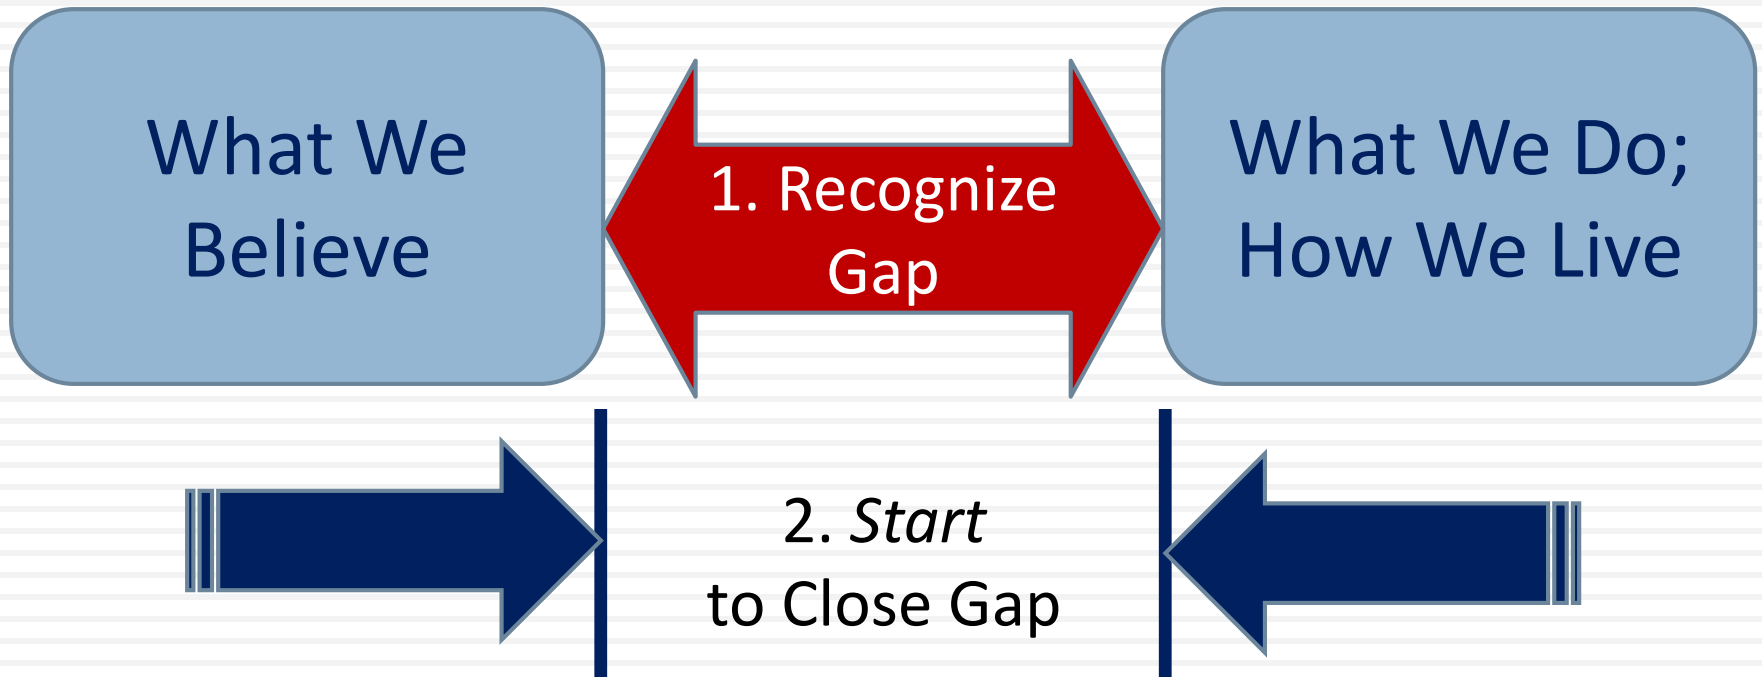 What We
Believe
1. Recognize
Gap
What We Do;
How We Live
2. Start
to Close Gap